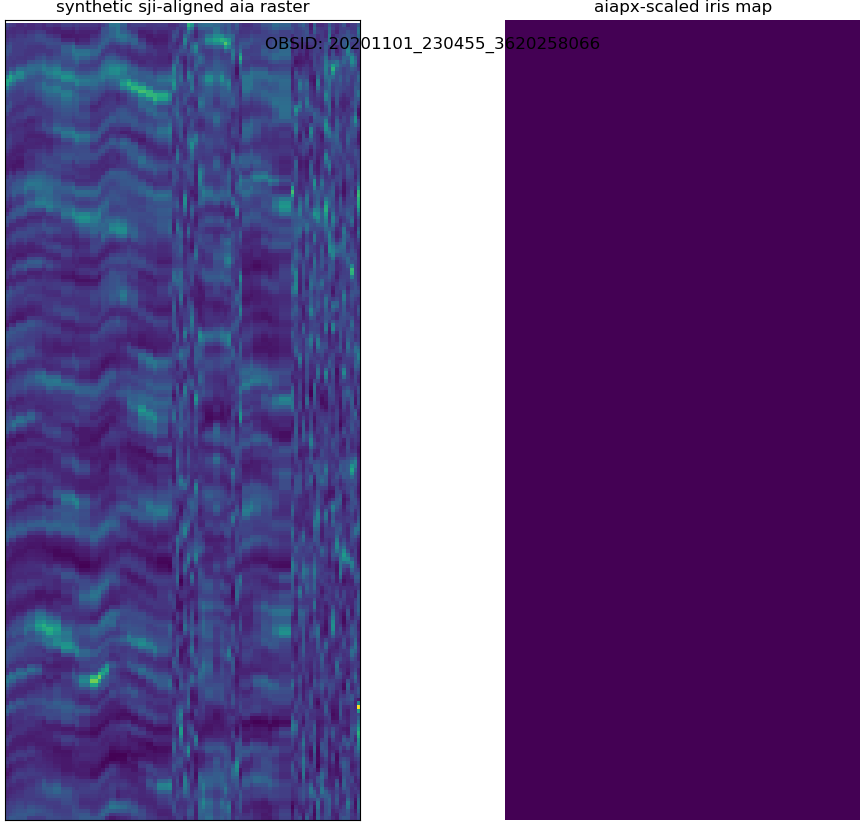 synthetic sji-aligned aia raster
aiapx-scaled iris map
OBSID: 20201101_230455_3620258066